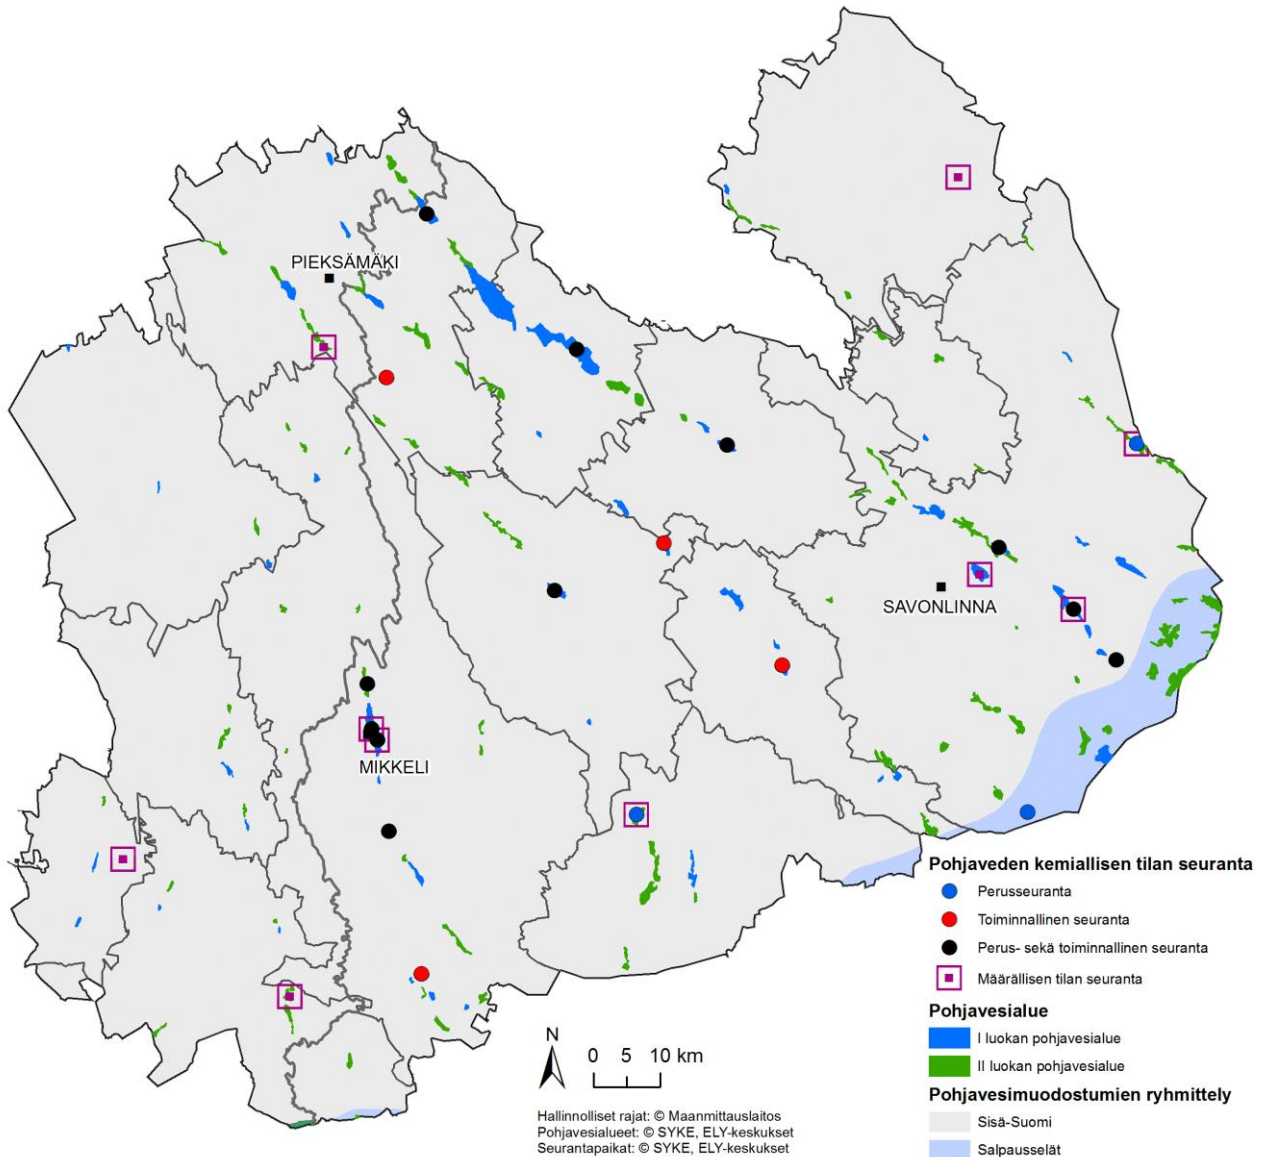 PIEKSÄMÄKI
SAVONLINNA
MIKKELI
Pohjaveden kemiallisen tilan seuranta
Perusseuranta
Toiminnallinen seuranta
Perus- sekä toiminnallinen seuranta
Määrällisen tilan seuranta
Pohjavesialue
I luokan pohjavesialue
II luokan pohjavesialue
Pohjavesimuodostumien ryhmittely
Sisä-Suomi
Salpausselät
N
0 5 10 km
Hallinnolliset rajat: © Maanmittauslaitos
Pohjavesialueet: © SYKE, ELY-keskukset
Seurantapaikat: © SYKE, ELY-keskukset